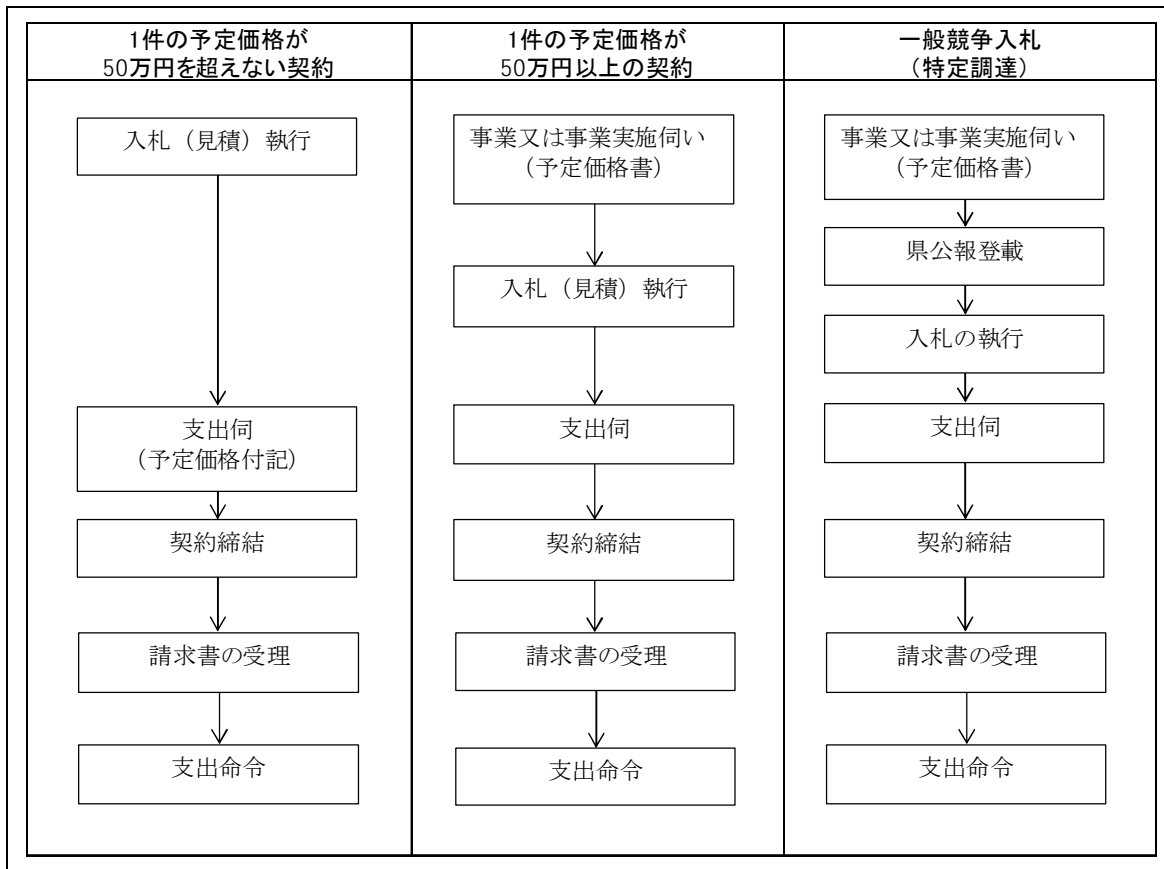 1件の予定価格が
50万円を超えない契約
入札（見積）執行
支出伺
（予定価格付記）
契約締結
請求書の受理
支出命令
1件の予定価格が
50万円以上の契約
事業又は事業実施伺い
（予定価格書）
入札（見積）執行
支出伺
契約締結
請求書の受理
支出命令
一般競争入札
（特定調達）
事業又は事業実施伺い
（予定価格書）
県公報登載
入札の執行
支出伺
契約締結
請求書の受理
支出命令